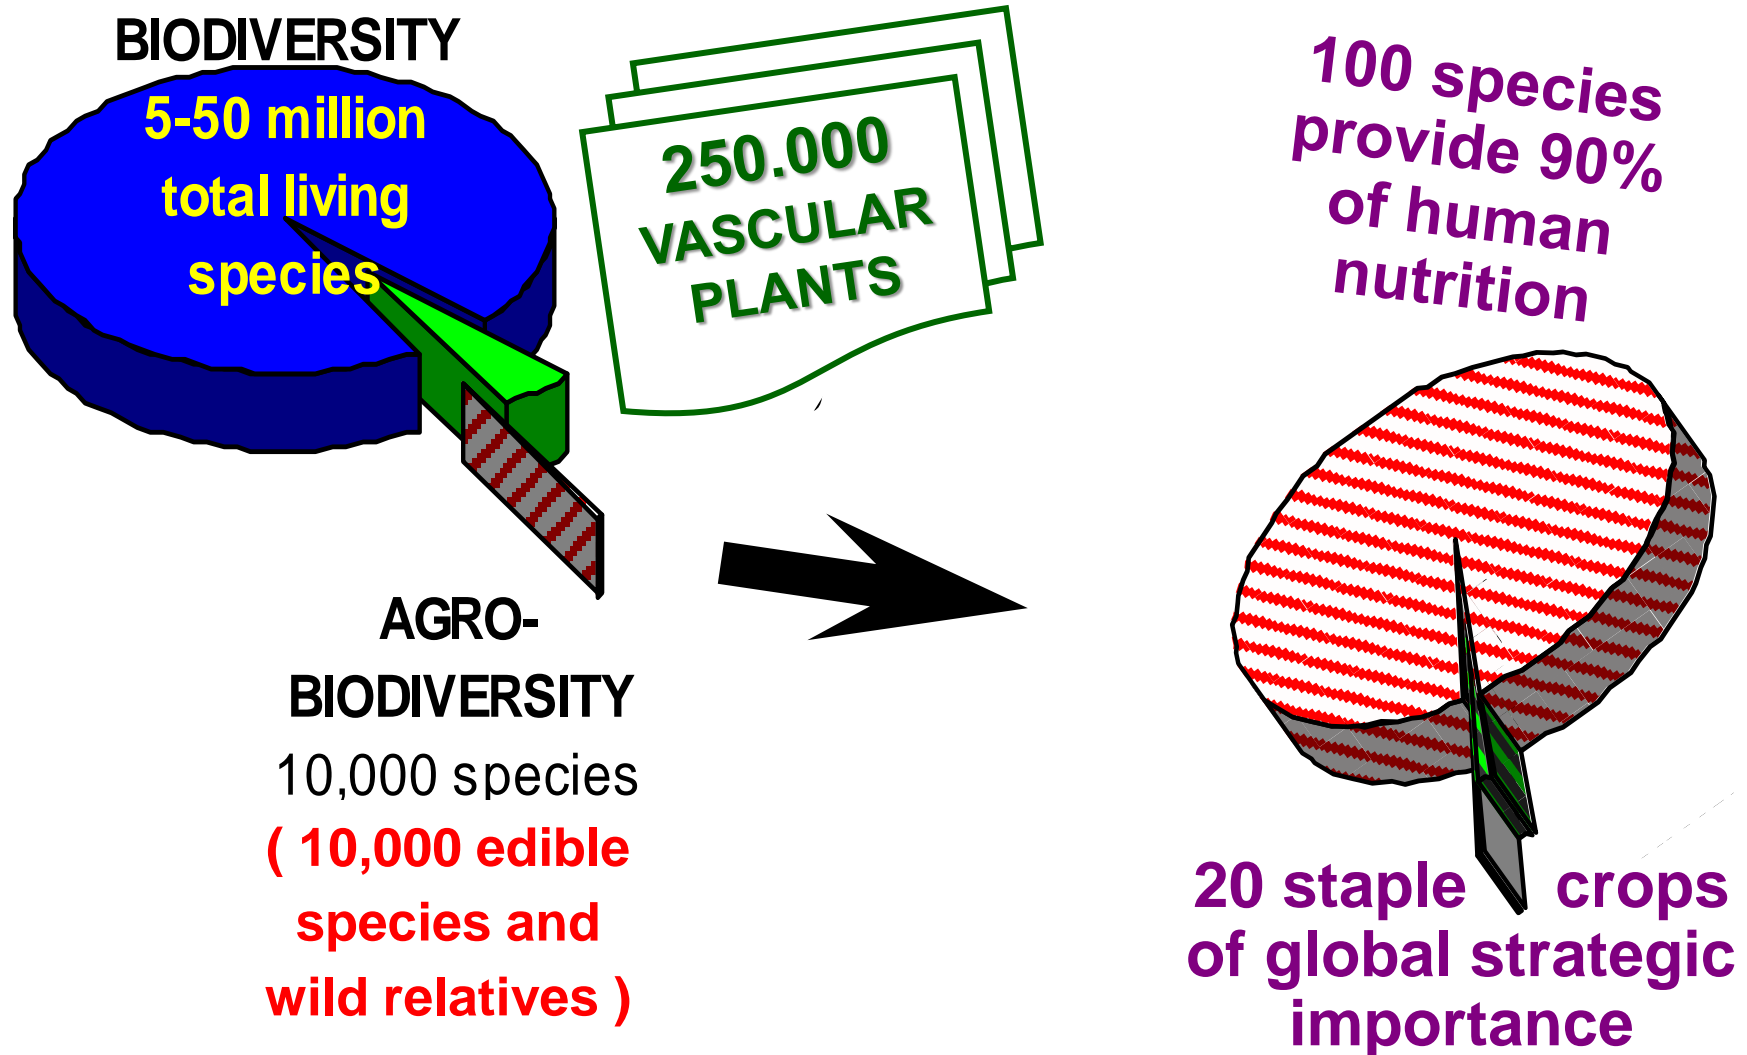 BIODIVERSITY
5-50 million
total living
species
250.000
VASCULAR
PLANTS
100 species
provide 90%
of human
nutrition
AGRO-
BIODIVERSITY
10,000 species
( 10,000 edible
species and
wild relatives )
20 staple crops
of global strategic
importance